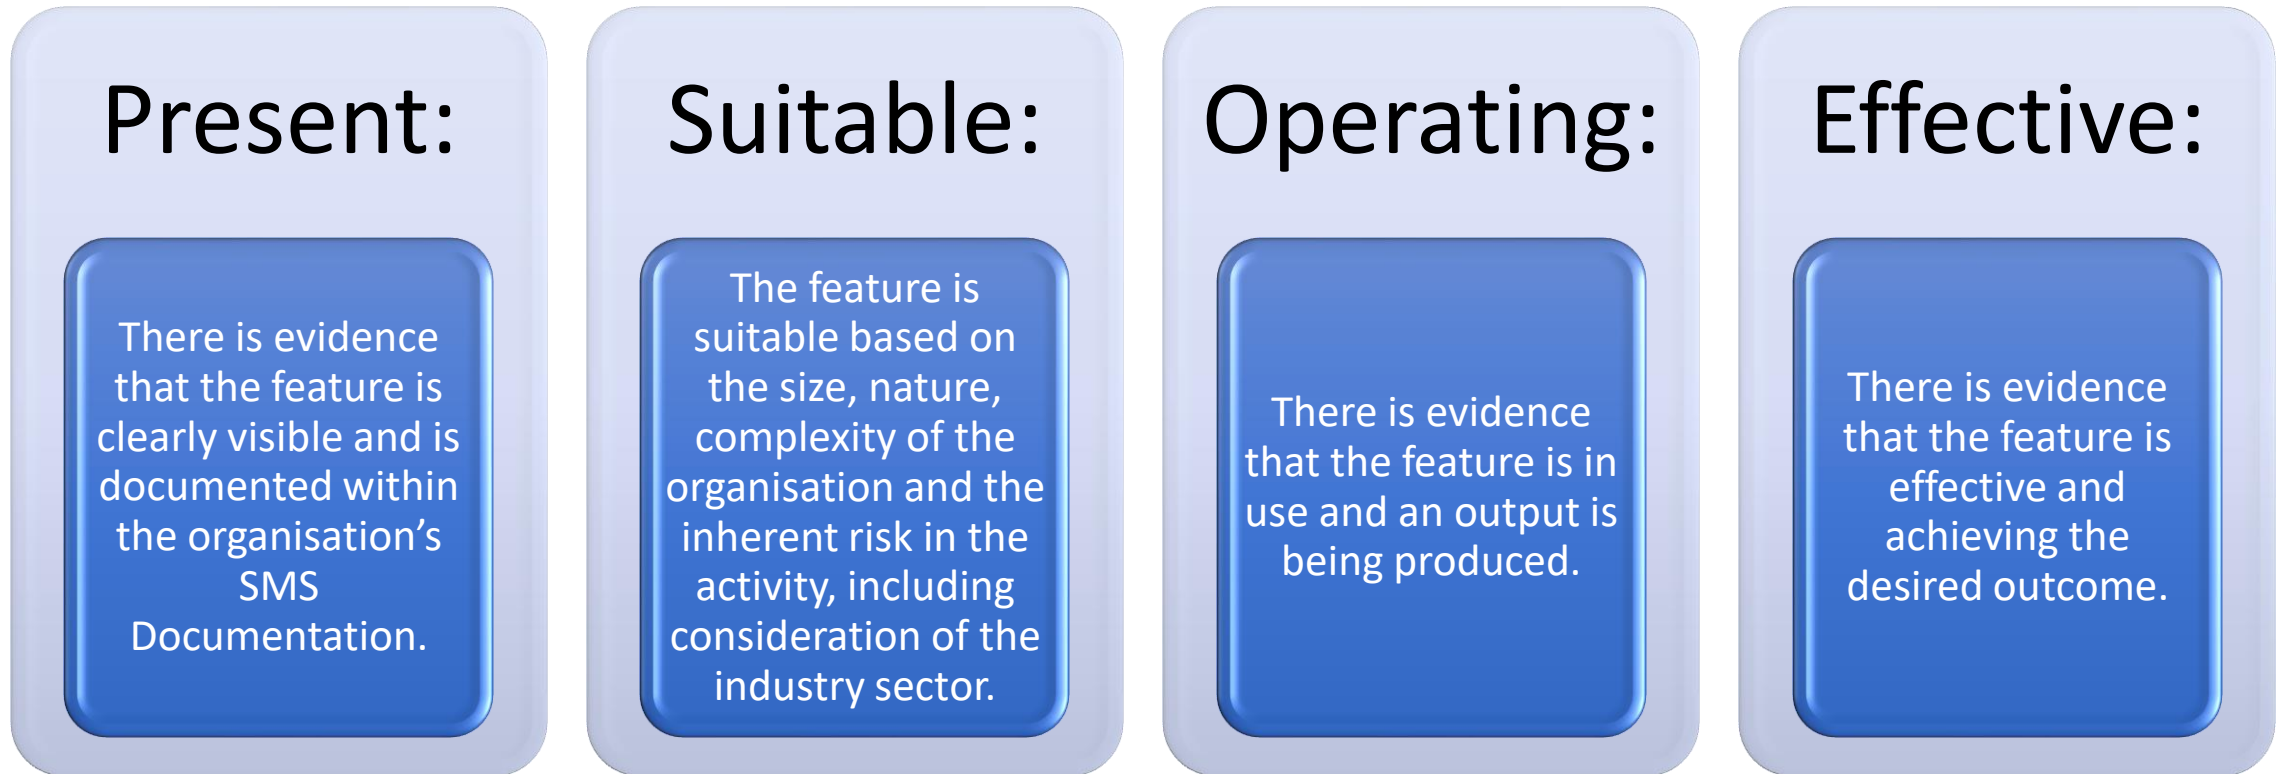 Present:
There is evidence
that the feature is
clearly visible and is
documented within
the organisation’s
SMS
Documentation.
Suitable:
The feature is
suitable based on
the size, nature,
complexity of the
organisation and the
inherent risk in the
activity, including
consideration of the
industry sector.
Operating:
There is evidence
that the feature is in
use and an output is
being produced.
Effective:
There is evidence
that the feature is
effective and
achieving the
desired outcome.